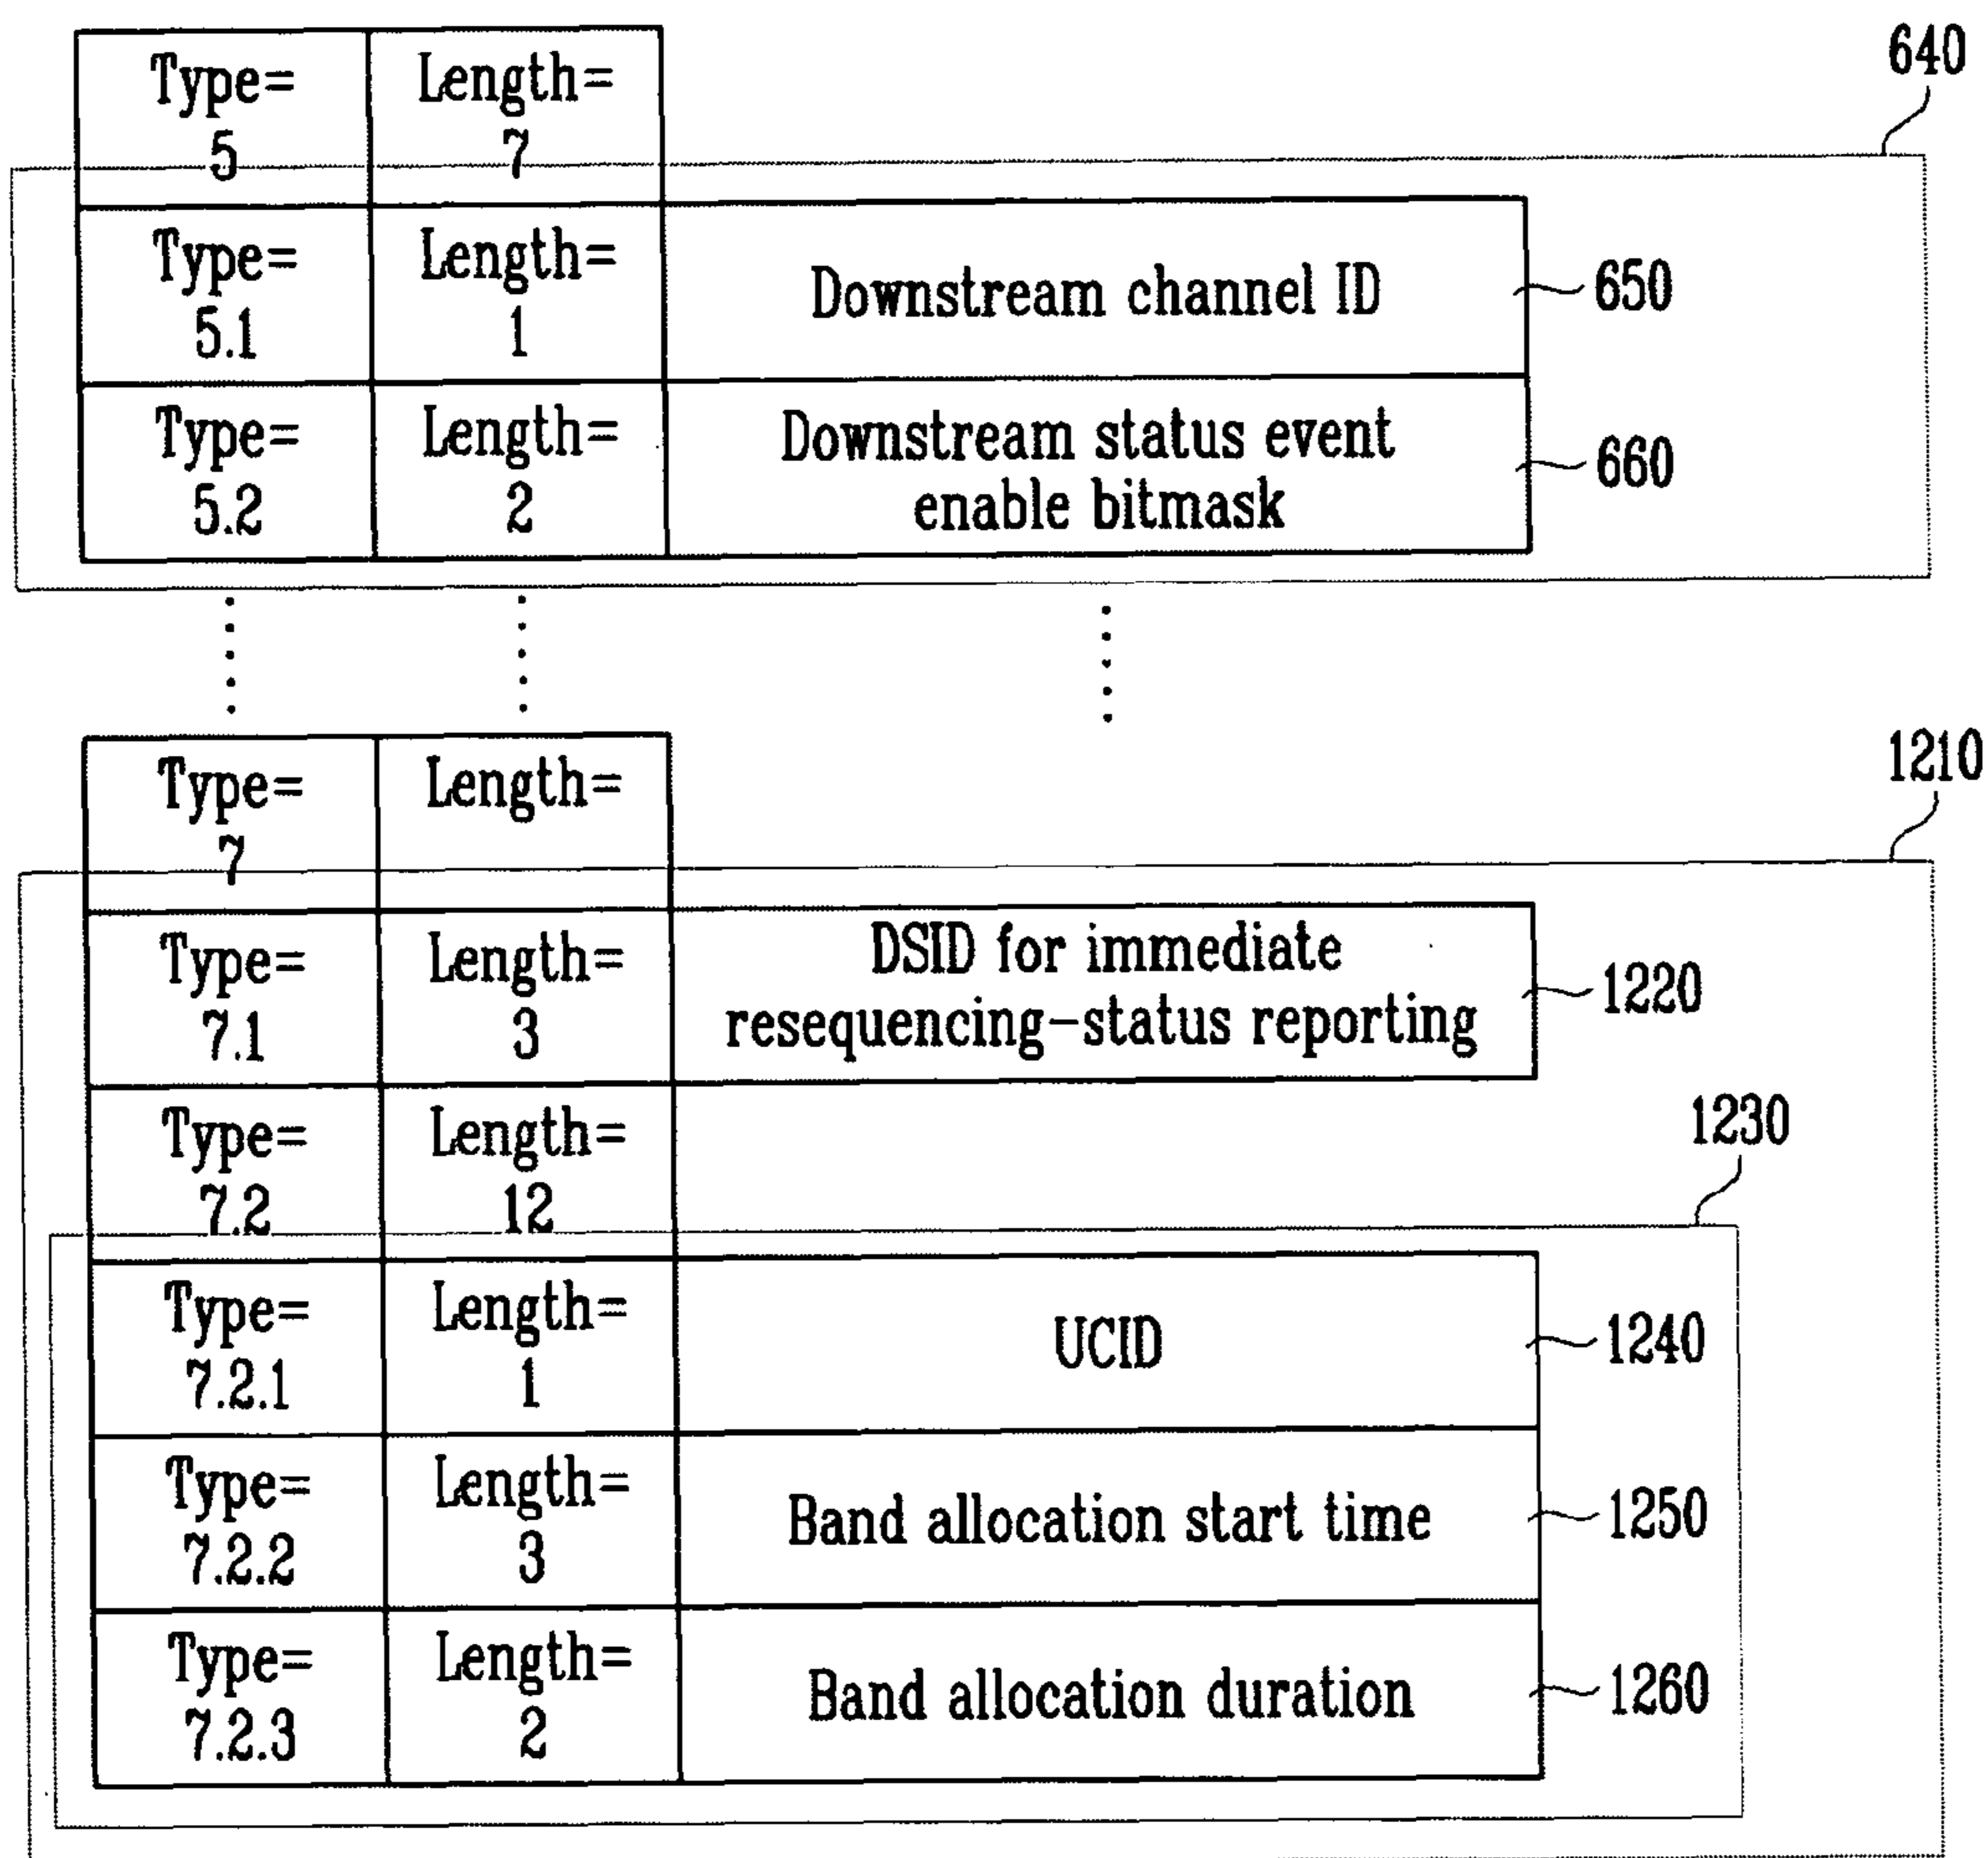 640
Type=
5
Length=
7
Type=
5.1
Length=
1
Downstream channel ID
650
Type=
5.2
Length=
2
Downstream status event
enable bitmask
660
1210
Type=
7
Length=
Type=
7.1
Length=
3
DSID for immediate
resequencing-status reporting
1220
Type=
7.2
Length=
12
1230
Type=
7.2.1
Length=
1
UCID
1240
Type=
7.2.2
Length=
3
Band allocation start time
1250
Type=
7.2.3
Length=
2
Band allocation duration
1260